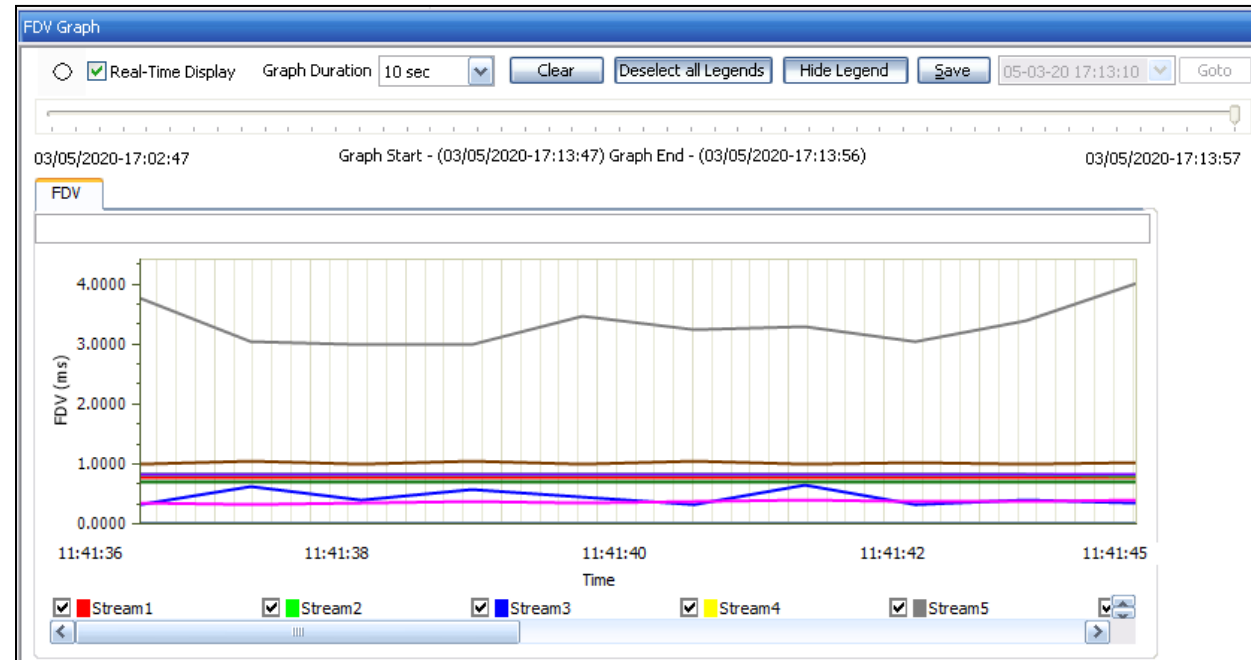 FDV Graph
Real-Time Display Graph Duration 10 sec Clear Deselect all Legends Hide Legend Save 05-03-20 17:13:10 Goto
03/05/2020-17:02:47 Graph Start - (03/05/2020-17:13:47) Graph End - (03/05/2020-17:13:56) 03/05/2020-17:13:57
FDV
4.0000
3.0000
2.0000
1.0000
0.0000
FDV (ms)
11:41:36 11:41:38 11:41:40 11:41:42 11:41:45
Time
Stream1 Stream2 Stream3 Stream4 Stream5